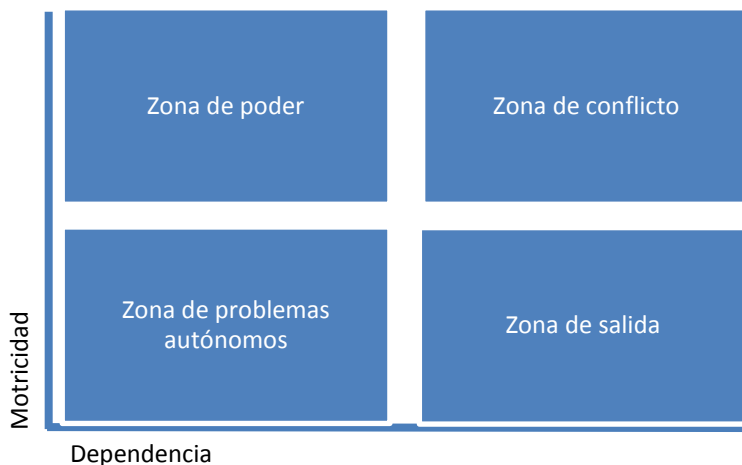 Zona de poder
Zona de conflicto
Zona de problemas
autónomos
Zona de salida
Motricidad
Dependencia